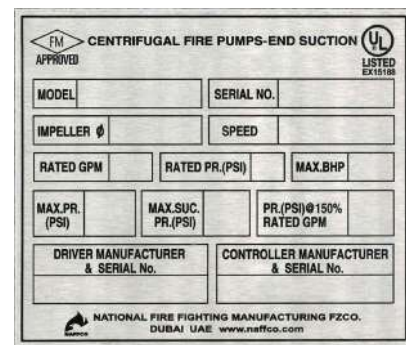 FM
APPROVED
CENTRIFUGAL FIRE PUMPS-END SUCTION
UL
LISTED
EX15188
MODEL
SERIAL NO.
IMPELLER Ø
SPEED
RATED GPM
RATED PR.(PSI)
MAX.BHP
MAX.PR.
(PSI)
MAX.SUC.
PR.(PSI)
PR.(PSI)@150%
RATED GPM
DRIVER MANUFACTURER
& SERIAL No.
CONTROLLER MANUFACTURER
& SERIAL No.
NAFFCO
NATIONAL FIRE FIGHTING MANUFACTURING FZCO.
DUBAI UAE www.naffco.com